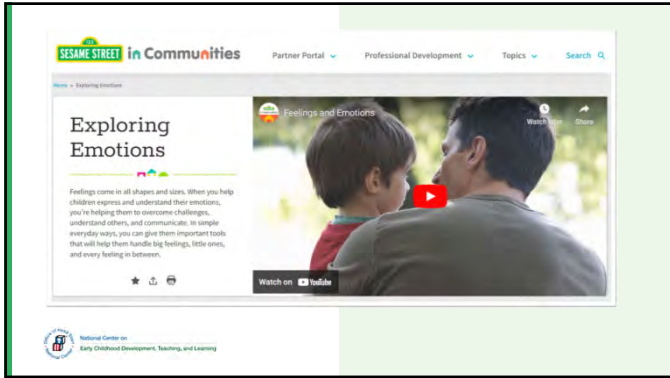 123
SESAME STREET in Communities
Partner Portal
Professional Development
Topics
Search
Home » Exploring Emotions
Exploring
Emotions
Feelings come in all shapes and sizes. When you help
children express and understand their emotions,
you're helping them to overcome challenges,
understand others, and communicate. In simple
everyday ways, you can give them important tools
that will help them handle big feelings, little ones,
and every feeling in between.
Feelings and Emotions
Watch later
Share
Watch on YouTube
National Center on
Early Childhood Development, Teaching, and Learning